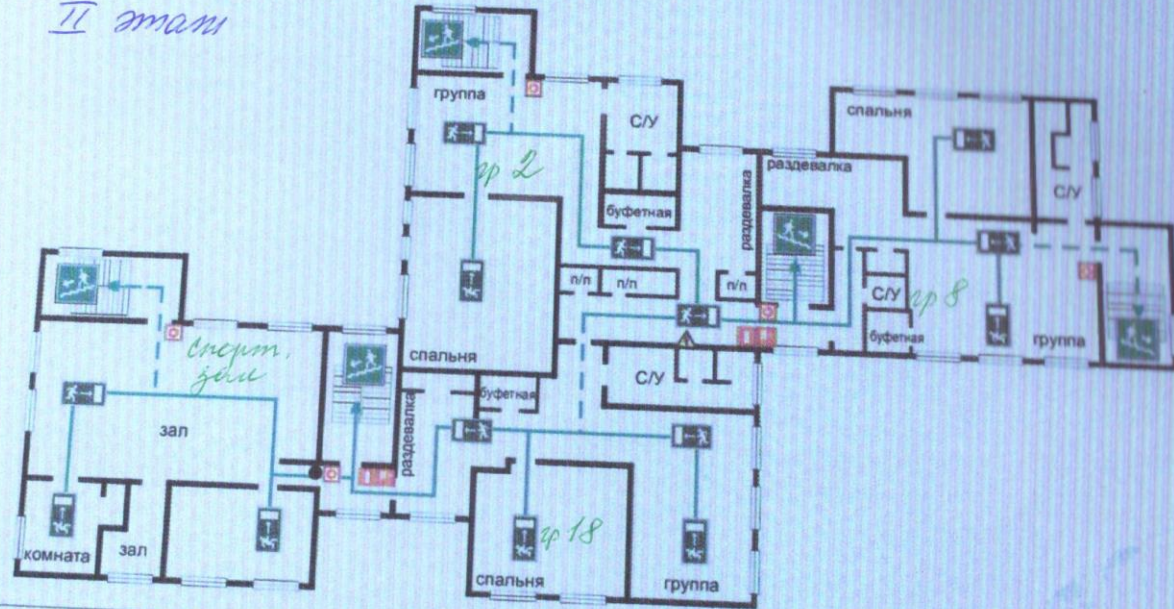 II этаж
группа
С/У
спальня
гр 2
раздевалка
С/У
буфетная
раздевалка
п/п
п/п
п/п
С/У
гр 8
спорт.
зал
буфетная
группа
спальня
С/У
зал
раздевалка
буфетная
гр 18
комната
зал
спальня
группа